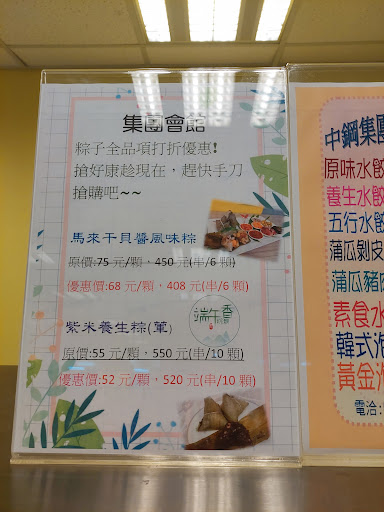 集團會館
粽子全品項打折優惠!
搶好康趁現在，趕快手刀
搶購吧~~
馬來干貝醬風味粽
原價:75 元/顆，450 元(串/6 顆)
優惠價:68 元/顆，408 元(串/6 顆)
紫米養生粽(葷)
端午香
原價:55 元/顆，550 元(串/10 顆)
優惠價:52 元/顆，520 元(串/10 顆)
中鋼集團
原味水餃
養生水餃
五行水餃
蒲瓜剝皮
蒲瓜豬肉
素食水
韓式泡
黃金泡
電洽: